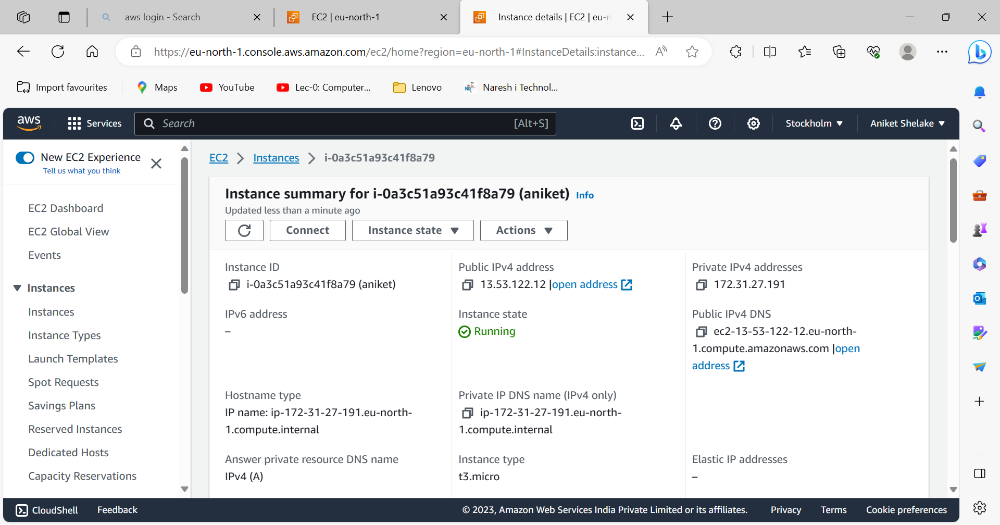 aws login - Search
EC2 | eu-north-1
Instance details | EC2 | eu-n
https://eu-north-1.console.aws.amazon.com/ec2/home?region=eu-north-1#InstanceDetails:instance...
Import favourites
Maps
YouTube
Lec-0: Computer...
Lenovo
Naresh i Technol...
aws
Services
Search
[Alt+S]
Stockholm
Aniket Shelake
New EC2 Experience
Tell us what you think
EC2 Dashboard
EC2 Global View
Events
Instances
Instances
Instance Types
Launch Templates
Spot Requests
Savings Plans
Reserved Instances
Dedicated Hosts
Capacity Reservations
EC2 > Instances > i-0a3c51a93c41f8a79
Instance summary for i-0a3c51a93c41f8a79 (aniket) Info
Updated less than a minute ago
Connect
Instance state
Actions
Instance ID
i-0a3c51a93c41f8a79 (aniket)
Public IPv4 address
13.53.122.12 |open address
Private IPv4 addresses
172.31.27.191
IPv6 address
–
Instance state
Running
Public IPv4 DNS
ec2-13-53-122-12.eu-north-
1.compute.amazonaws.com |open
address
Hostname type
IP name: ip-172-31-27-191.eu-north-
1.compute.internal
Private IP DNS name (IPv4 only)
ip-172-31-27-191.eu-north-
1.compute.internal
Answer private resource DNS name
IPv4 (A)
Instance type
t3.micro
Elastic IP addresses
–
CloudShell
Feedback
© 2023, Amazon Web Services India Private Limited or its affiliates.
Privacy
Terms
Cookie preferences